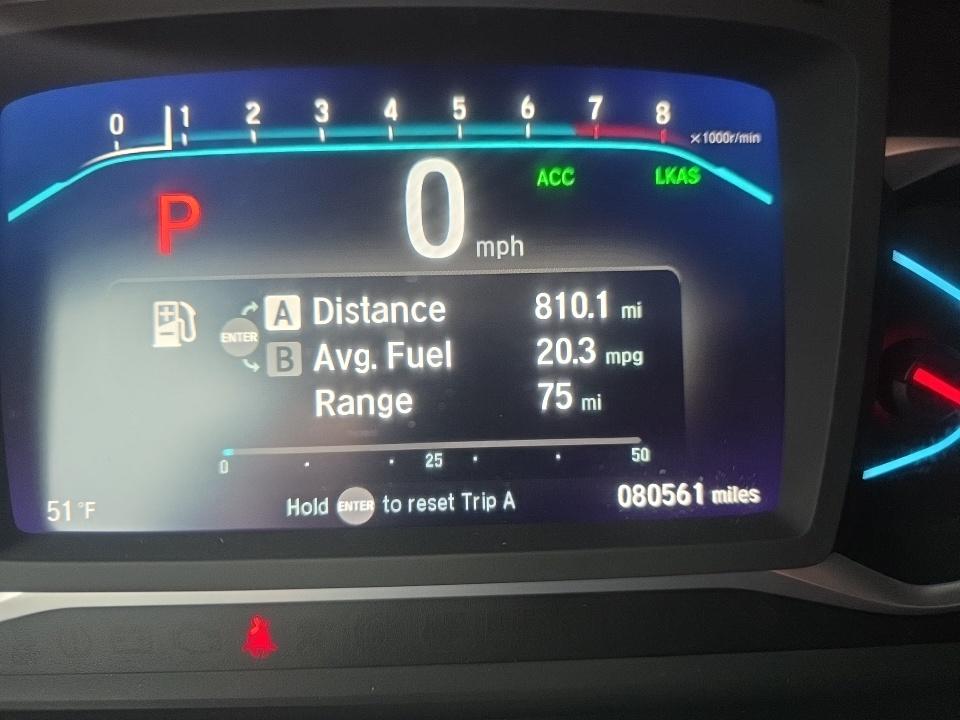 0 1 2 3 4 5 6 7 8
×1000r/min
ACC LKAS
P 0 mph
A Distance 810.1 mi
ENTER
B Avg. Fuel 20.3 mpg
Range 75 mi
0 25 50
51°F Hold ENTER to reset Trip A 080561 miles